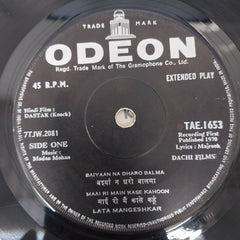 TRADE MARK
ODEON
Regd. Trade Mark of The Gramophone Co., Ltd.
45 R.P.M.
EXTENDED PLAY
Hindi Film :
DASTAK (Knock)
TAE.1653
Recording First
Published 1970
7TJW.2081
Lyrics : Majrooh
SIDE ONE
Music :
Madan Mohan
DACHI FILMS
BAIYAAN NA DHARO BALMA
बइयाँ न धरो बालमा
MAAI RI MAIN KASE KAHOON
माई री मैं कासे कहूँ
LATA MANGESHKAR